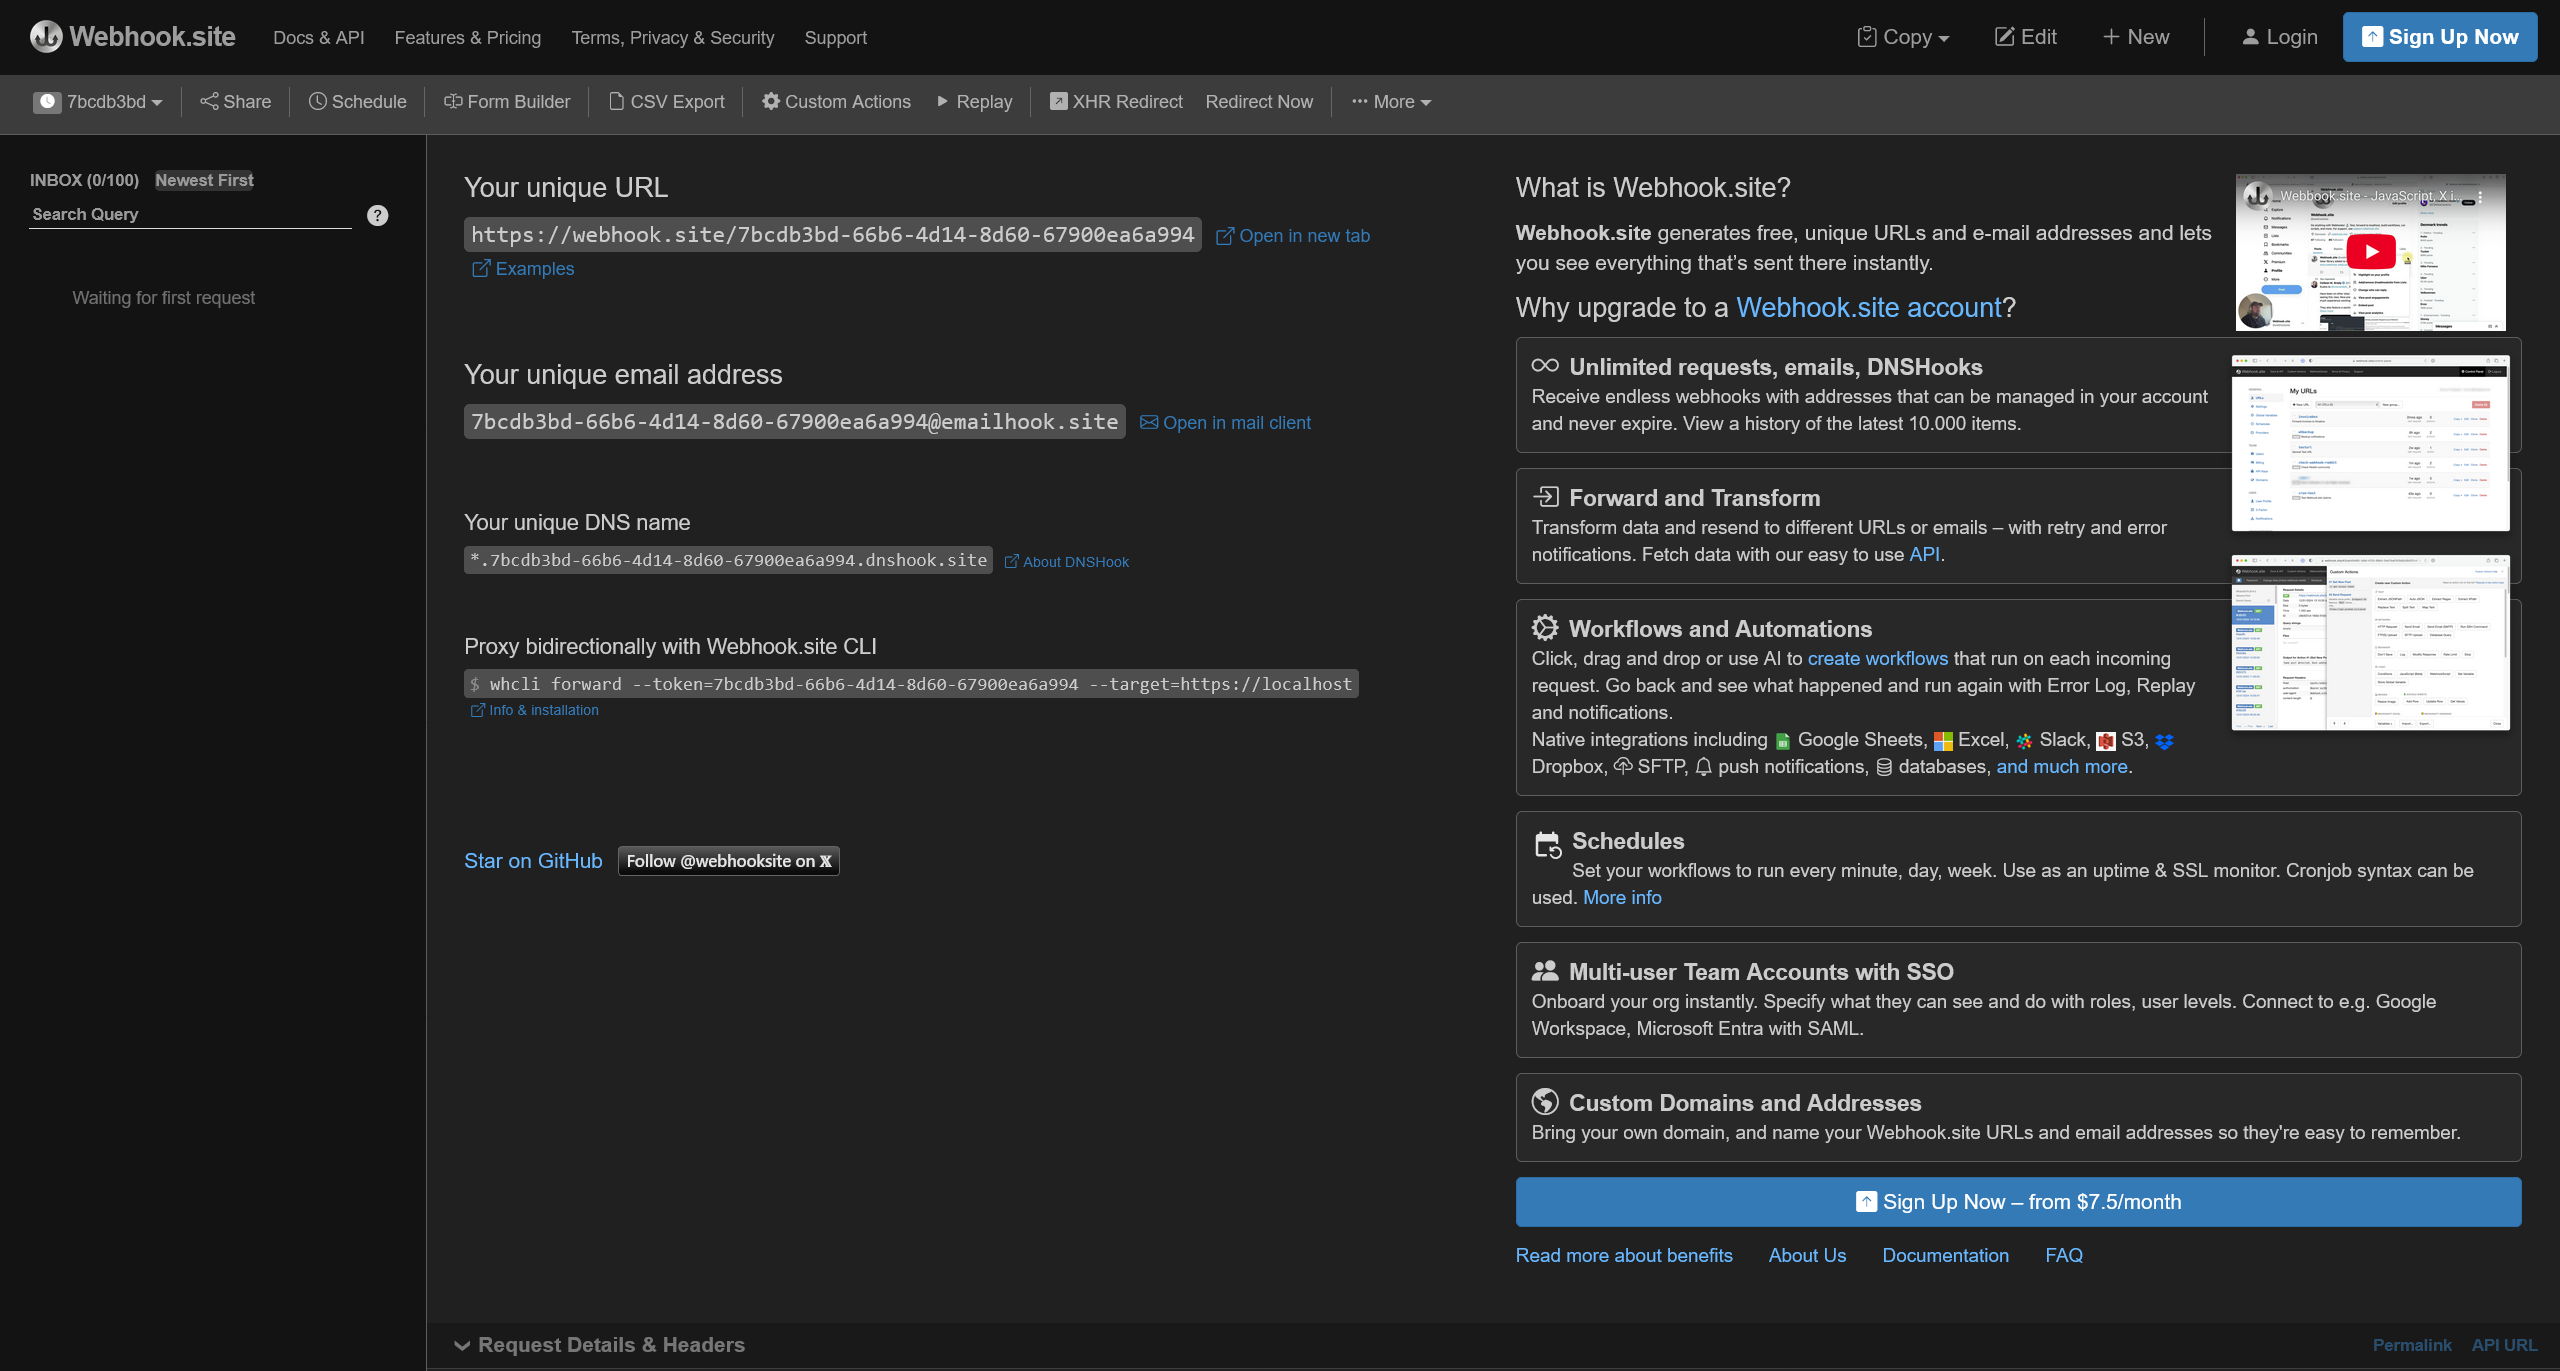 Webhook.site
Docs & API
Features & Pricing
Terms, Privacy & Security
Support
Copy
Edit
New
Login
Sign Up Now
7bcdb3bd
Share
Schedule
Form Builder
CSV Export
Custom Actions
Replay
XHR Redirect
Redirect Now
More
INBOX (0/100) Newest First
Search Query
?
Waiting for first request
Your unique URL
https://webhook.site/7bcdb3bd-66b6-4d14-8d60-67900ea6a994 Open in new tab
Examples
Your unique email address
7bcdb3bd-66b6-4d14-8d60-67900ea6a994@emailhook.site Open in mail client
Your unique DNS name
*.7bcdb3bd-66b6-4d14-8d60-67900ea6a994.dnshook.site About DNSHook
Proxy bidirectionally with Webhook.site CLI
$ whcli forward --token=7bcdb3bd-66b6-4d14-8d60-67900ea6a994 --target=https://localhost
Info & installation
Star on GitHub Follow @webhooksite on X
What is Webhook.site?
Webhook.site generates free, unique URLs and e-mail addresses and lets
you see everything that’s sent there instantly.
Webhook.site - JavaScript, X i...
Why upgrade to a Webhook.site account?
Unlimited requests, emails, DNSHooks
Receive endless webhooks with addresses that can be managed in your account
and never expire. View a history of the latest 10.000 items.
My URLs
Forward and Transform
Transform data and resend to different URLs or emails – with retry and error
notifications. Fetch data with our easy to use API.
Custom Actions
Workflows and Automations
Click, drag and drop or use AI to create workflows that run on each incoming
request. Go back and see what happened and run again with Error Log, Replay
and notifications.
Native integrations including Google Sheets, Excel, Slack, S3,
Dropbox, SFTP, push notifications, databases, and much more.
Schedules
Set your workflows to run every minute, day, week. Use as an uptime & SSL monitor. Cronjob syntax can be
used. More info
Multi-user Team Accounts with SSO
Onboard your org instantly. Specify what they can see and do with roles, user levels. Connect to e.g. Google
Workspace, Microsoft Entra with SAML.
Custom Domains and Addresses
Bring your own domain, and name your Webhook.site URLs and email addresses so they're easy to remember.
Sign Up Now – from $7.5/month
Read more about benefits
About Us
Documentation
FAQ
Request Details & Headers
Permalink
API URL